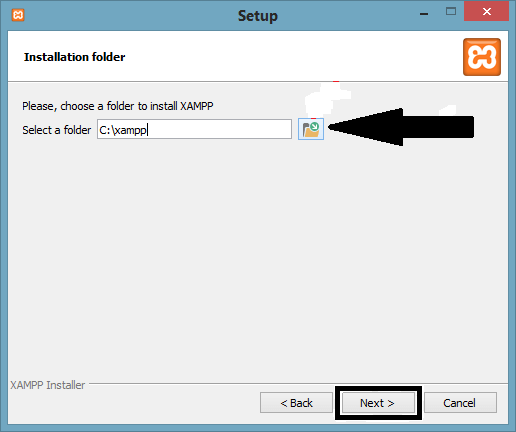 Setup
Installation folder
Please, choose a folder to install XAMPP
Select a folder C:\xampp
XAMPP Installer
< Back Next > Cancel